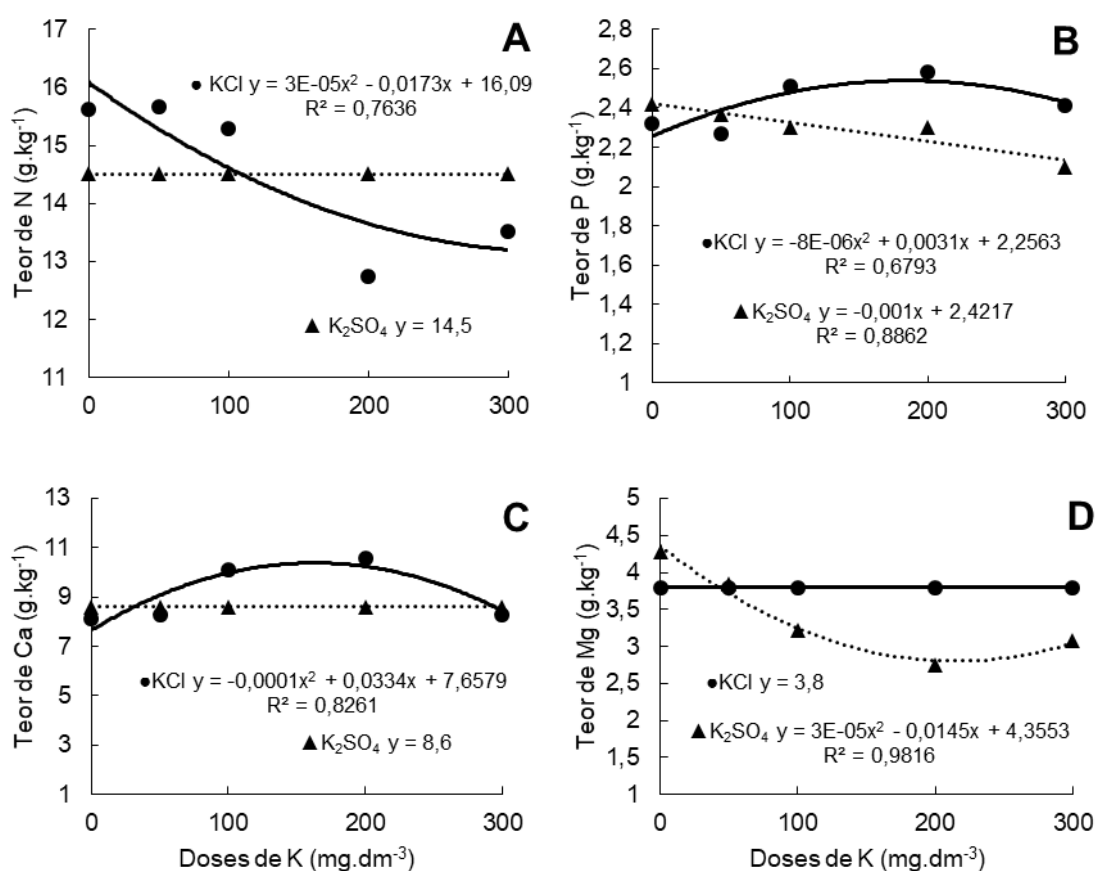 A
17
16
15
14
13
12
11
Teor de N (g.kg⁻¹)
● KCl y = 3E-05x² - 0,0173x + 16,09
R² = 0,7636
▲ K₂SO₄ y = 14,5
0 100 200 300
B
1,8
2,8
2,6
2,4
2,2
2
1,8
1,6
1,4
1,2
1
Teor de P (g.kg⁻¹)
●KCl y = -8E-06x² + 0,0031x + 2,2563
R² = 0,6793
▲ K₂SO₄ y = -0,001x + 2,4217
R² = 0,8862
0 100 200 300
C
13
11
9
7
5
3
1
Teor de Ca (g.kg⁻¹)
●KCl y = -0,0001x² + 0,0334x + 7,6579
R² = 0,8261
▲ K₂SO₄ y = 8,6
0 100 200 300
Doses de K (mg.dm⁻³)
D
5
4,5
4
3,5
3
2,5
2
1,5
1
Teor de Mg (g.kg⁻¹)
●KCl y = 3,8
▲ K₂SO₄ y = 3E-05x² - 0,0145x + 4,3553
R² = 0,9816
0 100 200 300
Doses de K (mg.dm⁻³)